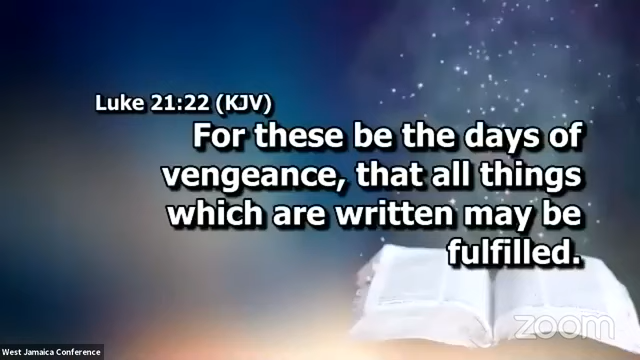 Luke 21:22 (KJV)
For these be the days of
vengeance, that all things
which are written may be
fulfilled.
zoom
West Jamaica Conference